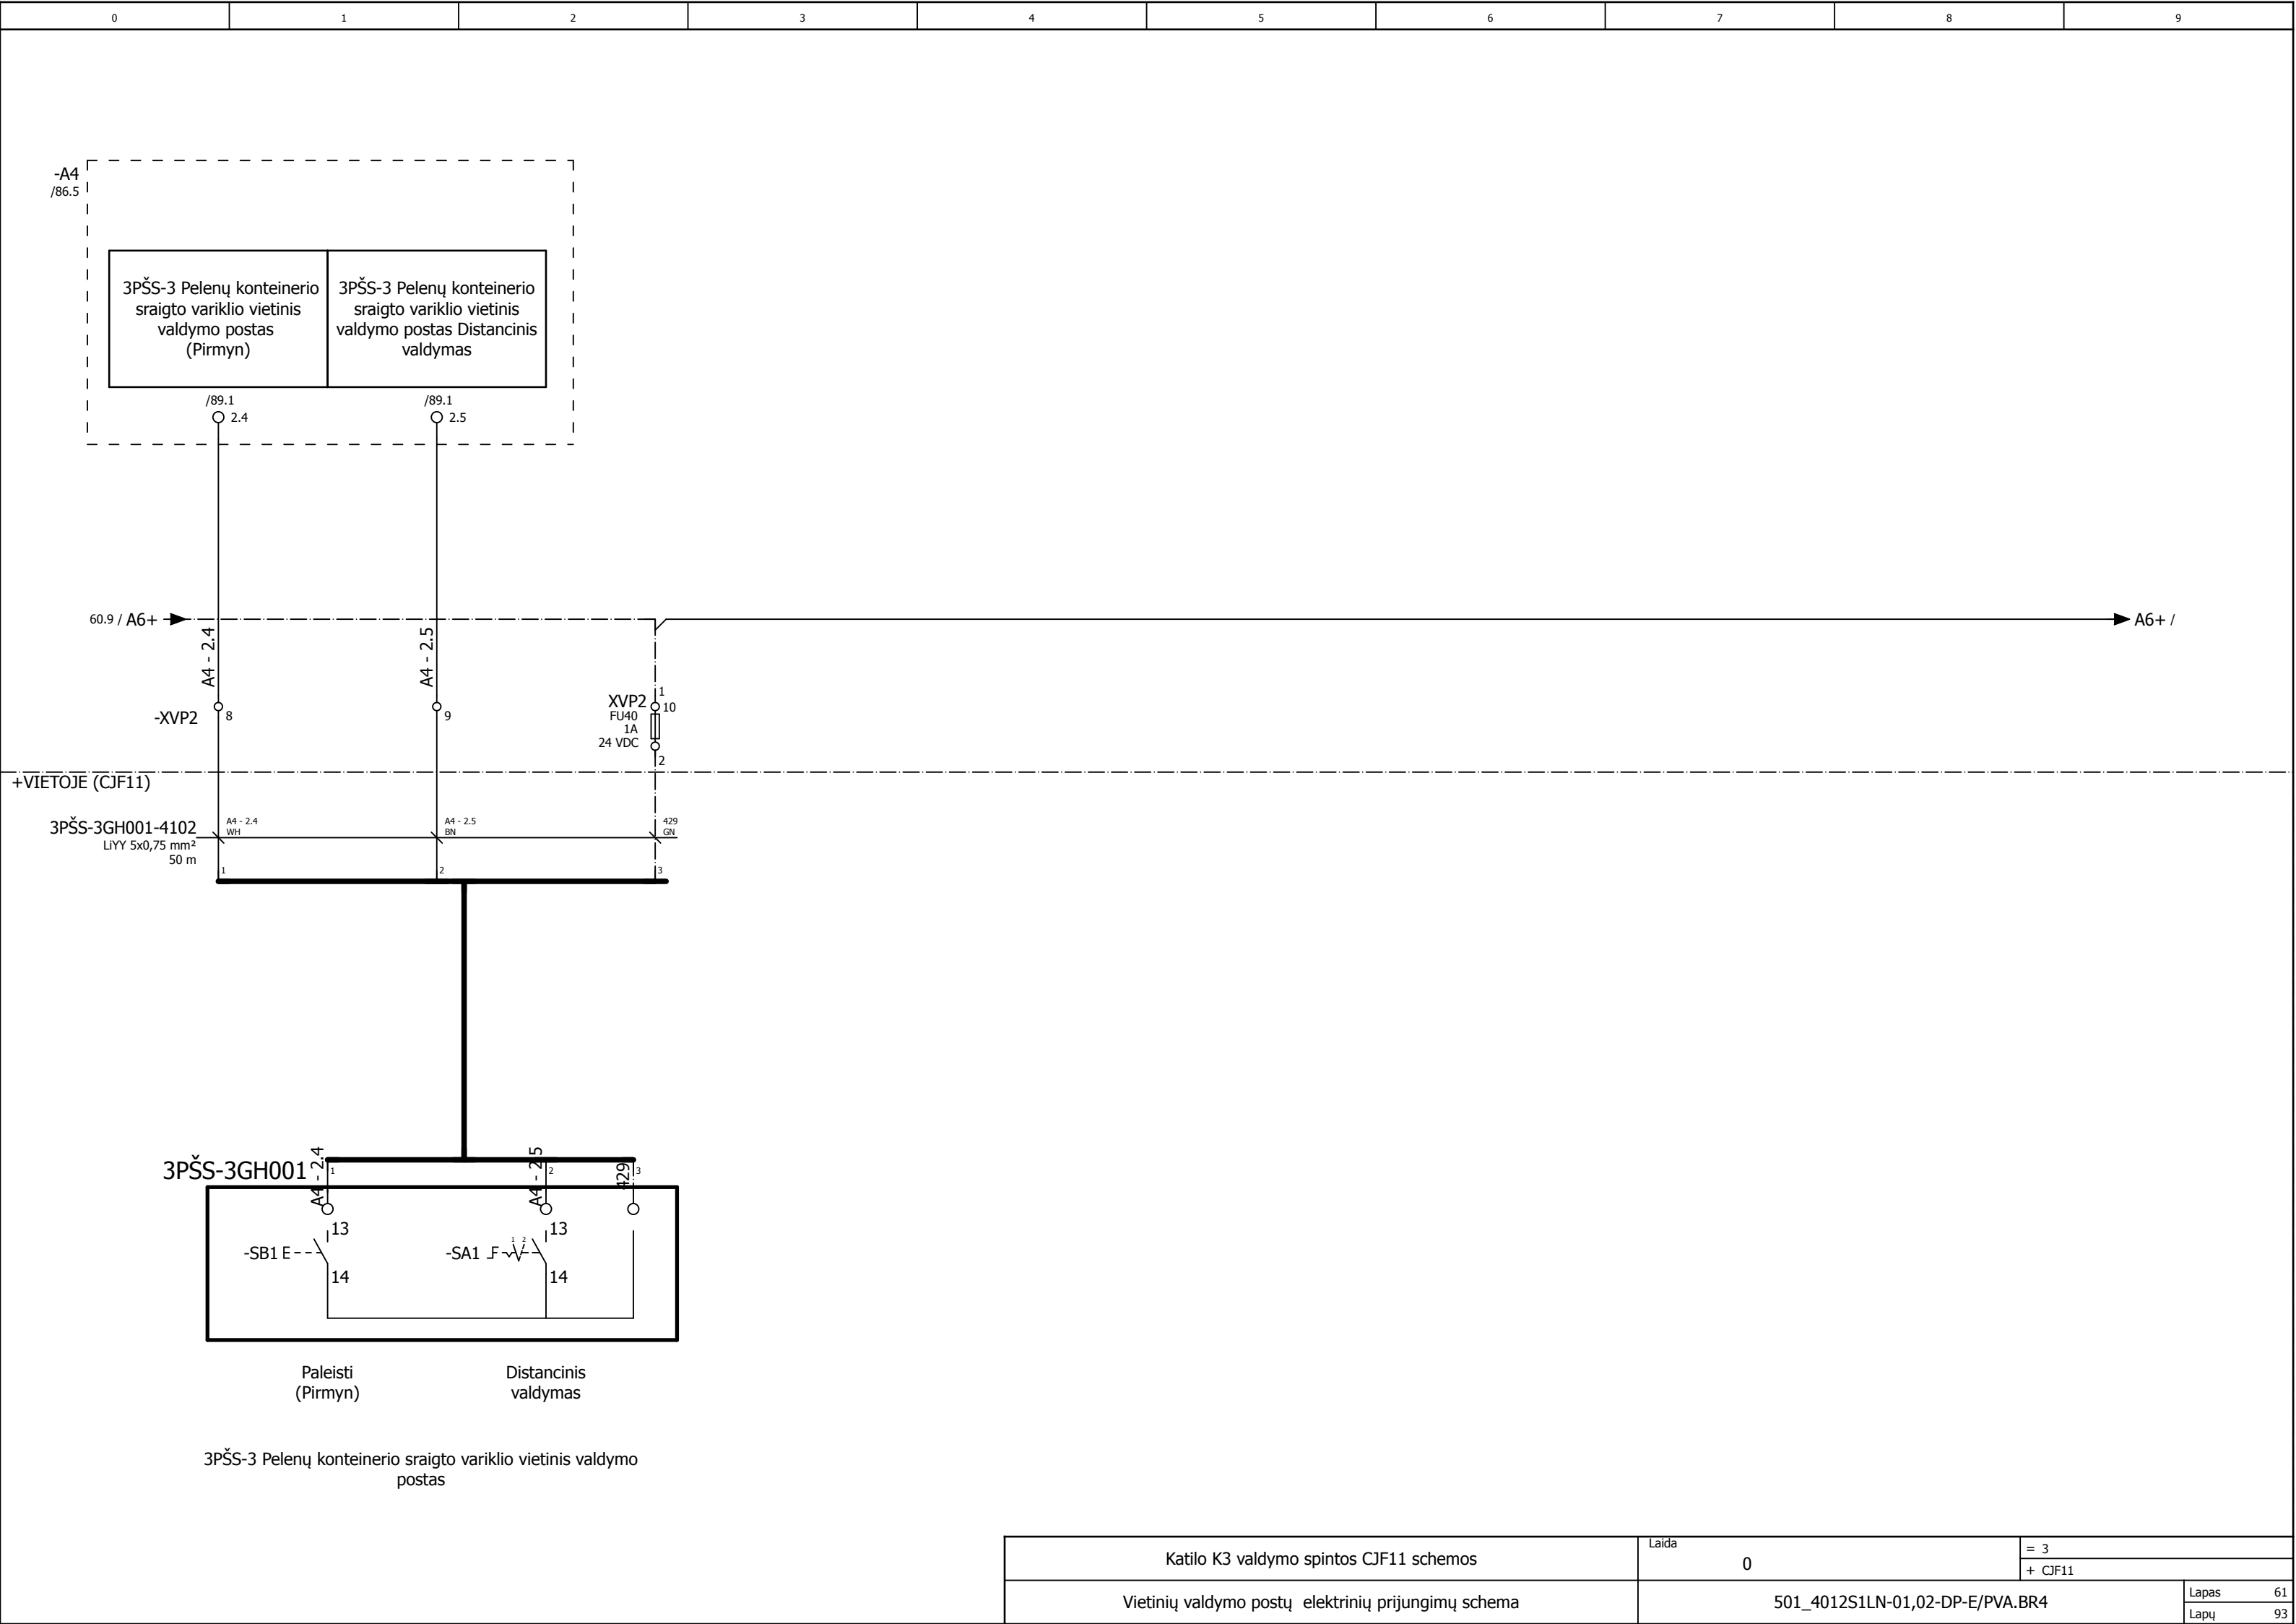 0 1 2 3 4 5 6 7 8 9
-A4
/86.5
3PŠS-3 Pelenų konteinerio
sraigto variklio vietinis
valdymo postas
(Pirmyn)
3PŠS-3 Pelenų konteinerio
sraigto variklio vietinis
valdymo postas Distancinis
valdymas
/89.1
2.4
/89.1
2.5
60.9 / A6+
A6+ /
A4 - 2.4
A4 - 2.5
-XVP2
8
9
XVP2
FU40
1A
24 VDC
1
10
2
+VIETOJE (CJF11)
3PŠS-3GH001-4102
LiYY 5x0,75 mm²
50 m
A4 - 2.4
WH
A4 - 2.5
BN
429
GN
1
2
3
3PŠS-3GH001
A4 - 2.4
1
A4 - 2.5
2
429
3
13
-SB1
14
13
-SA1
1 2
14
Paleisti
(Pirmyn)
Distancinis
valdymas
3PŠS-3 Pelenų konteinerio sraigto variklio vietinis valdymo
postas
Katilo K3 valdymo spintos CJF11 schemos
Laida
0
= 3
+ CJF11
Vietinių valdymo postų elektrinių prijungimų schema
501_4012S1LN-01,02-DP-E/PVA.BR4
Lapas 61
Lapų 93